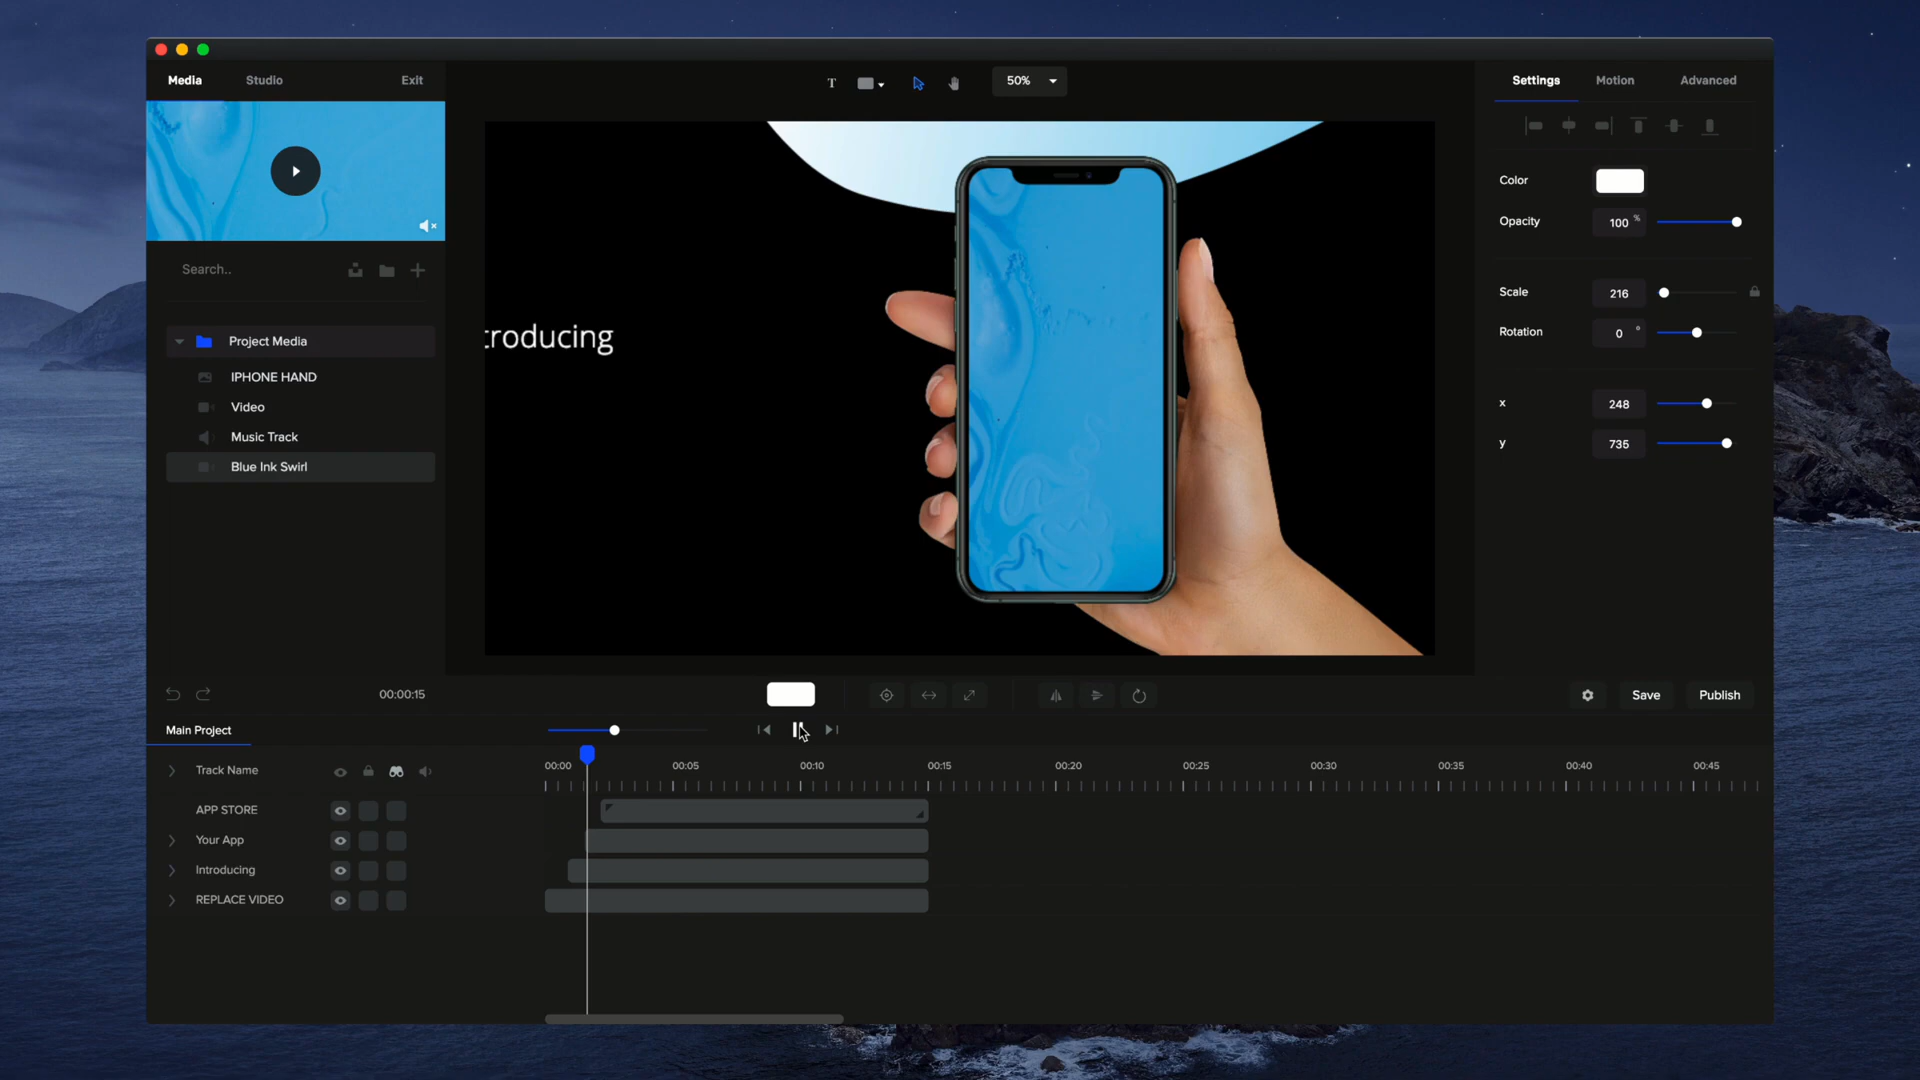 Media Studio Exit
T 50%
Settings Motion Advanced
Color
Opacity 100 %
Search..
Scale 216
Rotation 0 °
troducing
Project Media
IPHONE HAND
Video
Music Track
Blue Ink Swirl
x 248
y 735
00:00:15
Save Publish
Main Project
Track Name
00:00 00:05 00:10 00:15 00:20 00:25 00:30 00:35 00:40 00:45
APP STORE
Your App
Introducing
REPLACE VIDEO